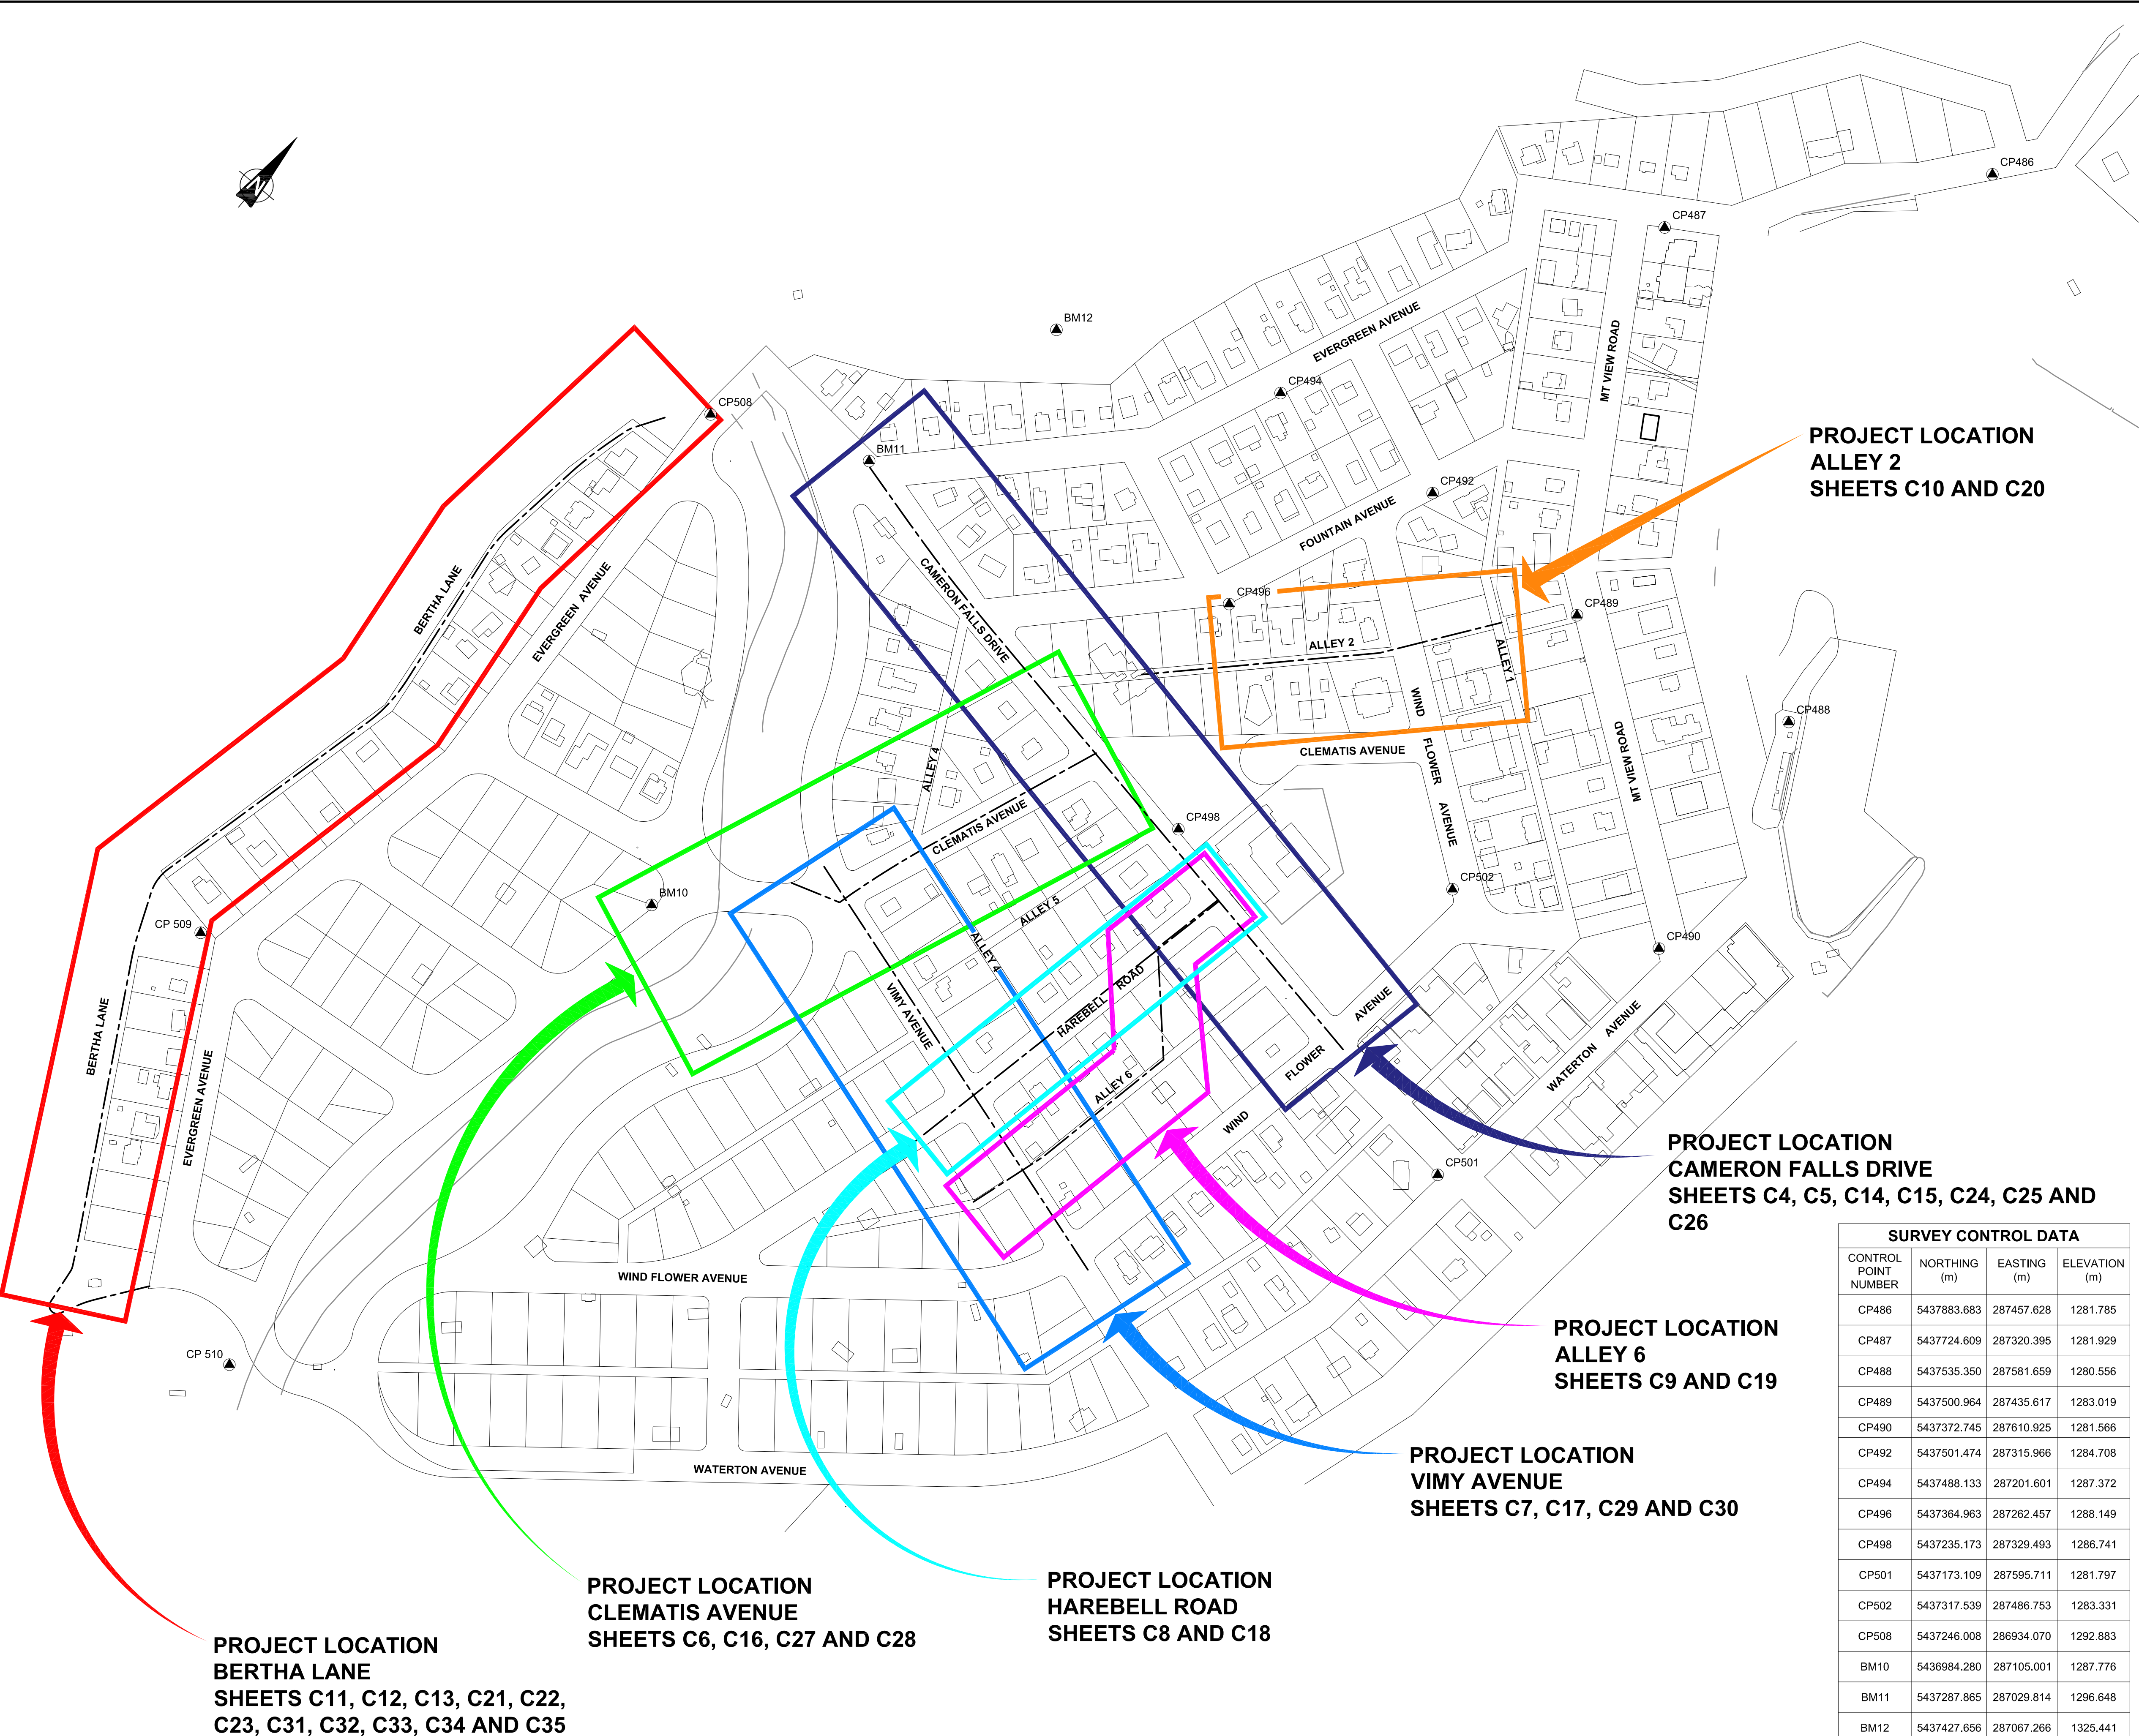 N
CP486
CP487
BM12
EVERGREEN AVENUE
MT VIEW ROAD
CP494
CP508
BM11
PROJECT LOCATION
ALLEY 2
SHEETS C10 AND C20
CP492
FOUNTAIN AVENUE
CAMERON FALLS DRIVE
BERTHA LANE
EVERGREEN AVENUE
CP496
CP489
ALLEY 2
ALLEY 1
WIND
FLOWER
AVENUE
CP488
MT VIEW ROAD
CLEMATIS AVENUE
ALLEY 4
CLEMATIS AVENUE
CP498
CP502
BM10
ALLEY 5
CP 509
ALLEY 4
CP490
VIMY AVENUE
HAREBELL ROAD
BERTHA LANE
EVERGREEN AVENUE
WATERTON AVENUE
AVENUE
FLOWER
WIND
ALLEY 6
CP501
PROJECT LOCATION
CAMERON FALLS DRIVE
SHEETS C4, C5, C14, C15, C24, C25 AND
C26
WIND FLOWER AVENUE
CP 510
PROJECT LOCATION
ALLEY 6
SHEETS C9 AND C19
WATERTON AVENUE
PROJECT LOCATION
VIMY AVENUE
SHEETS C7, C17, C29 AND C30
PROJECT LOCATION
HAREBELL ROAD
SHEETS C8 AND C18
PROJECT LOCATION
CLEMATIS AVENUE
SHEETS C6, C16, C27 AND C28
PROJECT LOCATION
BERTHA LANE
SHEETS C11, C12, C13, C21, C22,
C23, C31, C32, C33, C34 AND C35
SURVEY CONTROL DATA
CONTROL POINT NUMBER NORTHING (m) EASTING (m) ELEVATION (m)
CP486 5437883.683 287457.628 1281.785
CP487 5437724.609 287320.395 1281.929
CP488 5437535.350 287581.659 1280.556
CP489 5437500.964 287435.617 1283.019
CP490 5437372.745 287610.925 1281.566
CP492 5437501.474 287315.966 1284.708
CP494 5437488.133 287201.601 1287.372
CP496 5437364.963 287262.457 1288.149
CP498 5437235.173 287329.493 1286.741
CP501 5437173.109 287595.711 1281.797
CP502 5437317.539 287486.753 1283.331
CP508 5437246.008 286934.070 1292.883
BM10 5436984.280 287105.001 1287.776
BM11 5437287.865 287029.814 1296.648
BM12 5437427.656 287067.266 1325.441